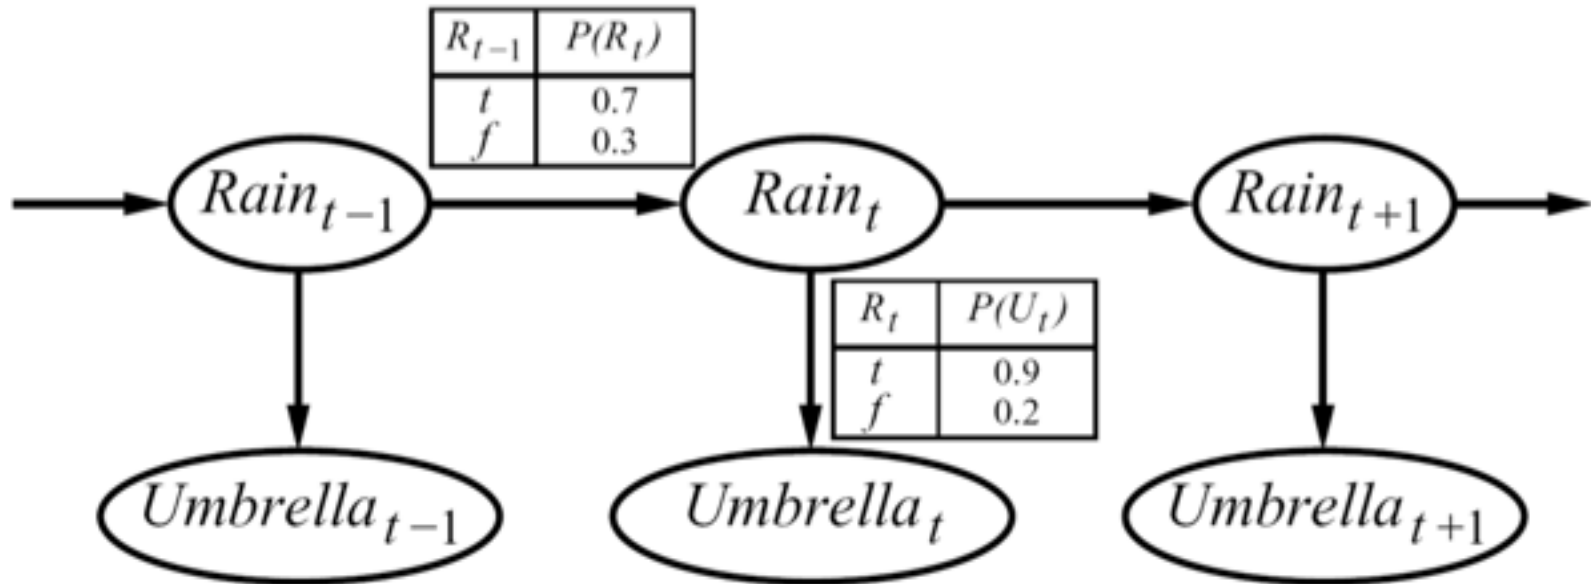 R_{t-1} P(R_t)
t 0.7
f 0.3
Rain_{t-1} Rain_t Rain_{t+1}
R_t P(U_t)
t 0.9
f 0.2
Umbrella_{t-1} Umbrella_t Umbrella_{t+1}